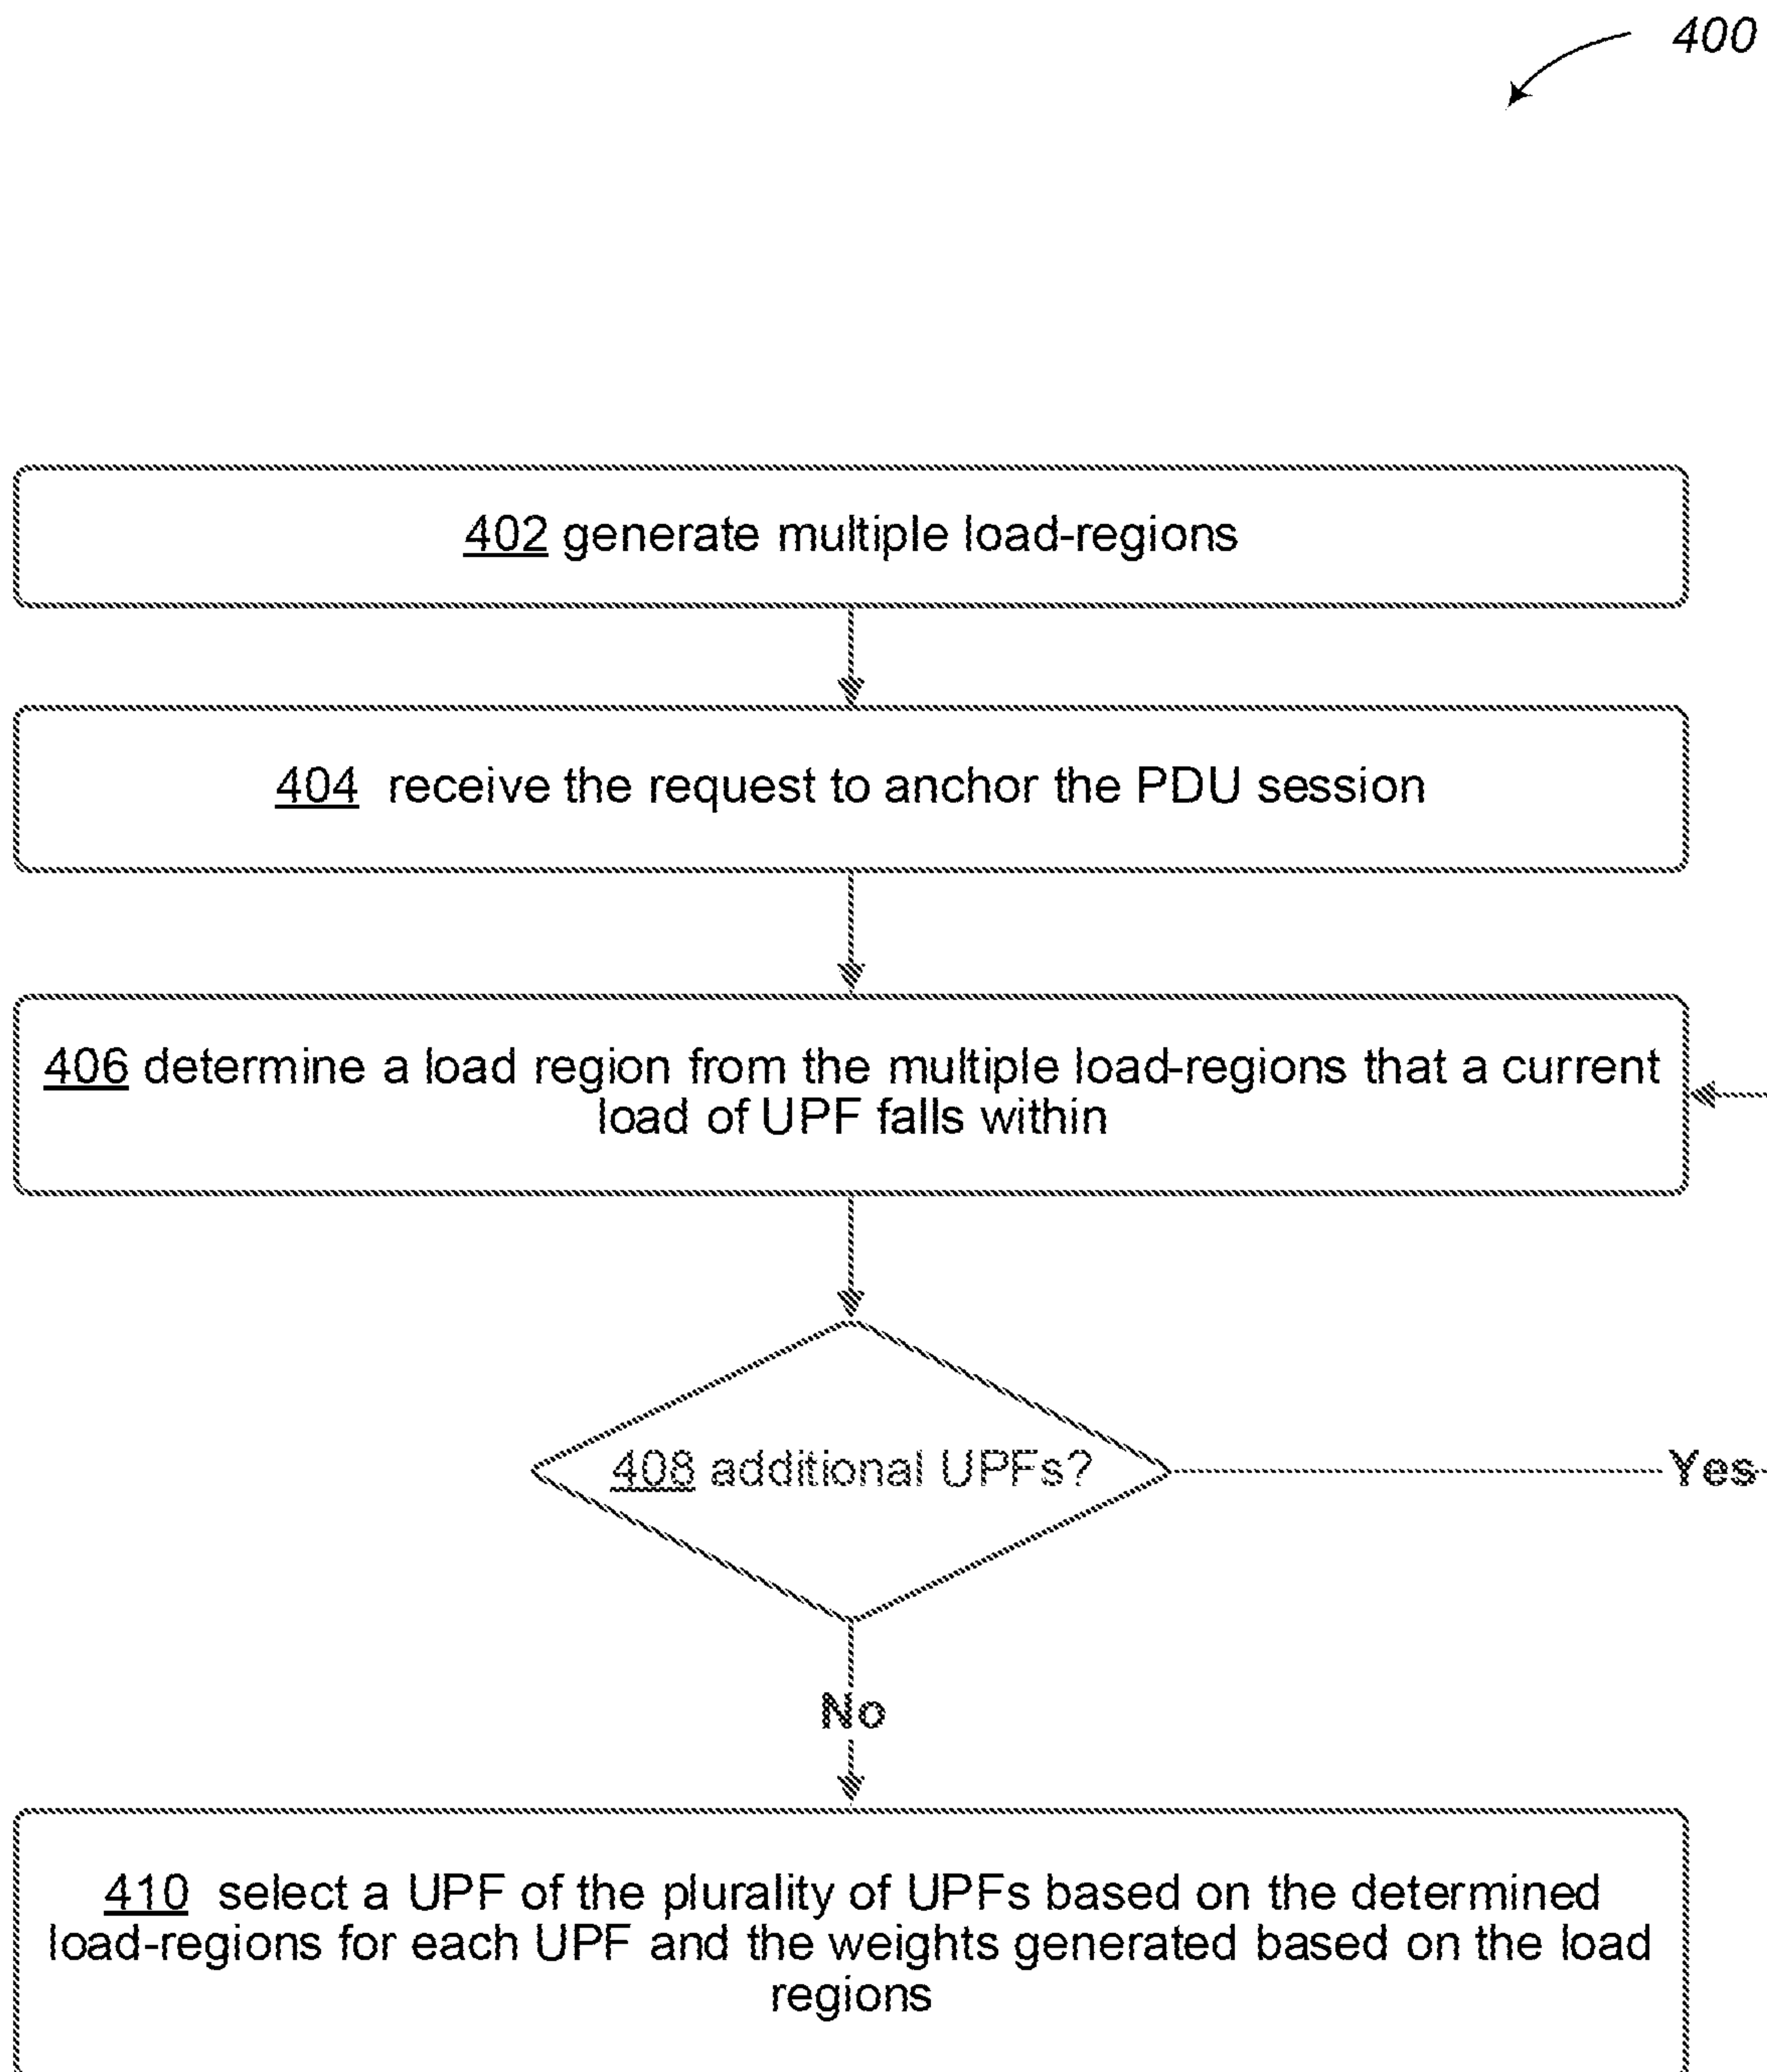 400
402 generate multiple load-regions
404 receive the request to anchor the PDU session
406 determine a load region from the multiple load-regions that a current
load of UPF falls within
408 additional UPFs?
Yes
No
410 select a UPF of the plurality of UPFs based on the determined
load-regions for each UPF and the weights generated based on the load
regions